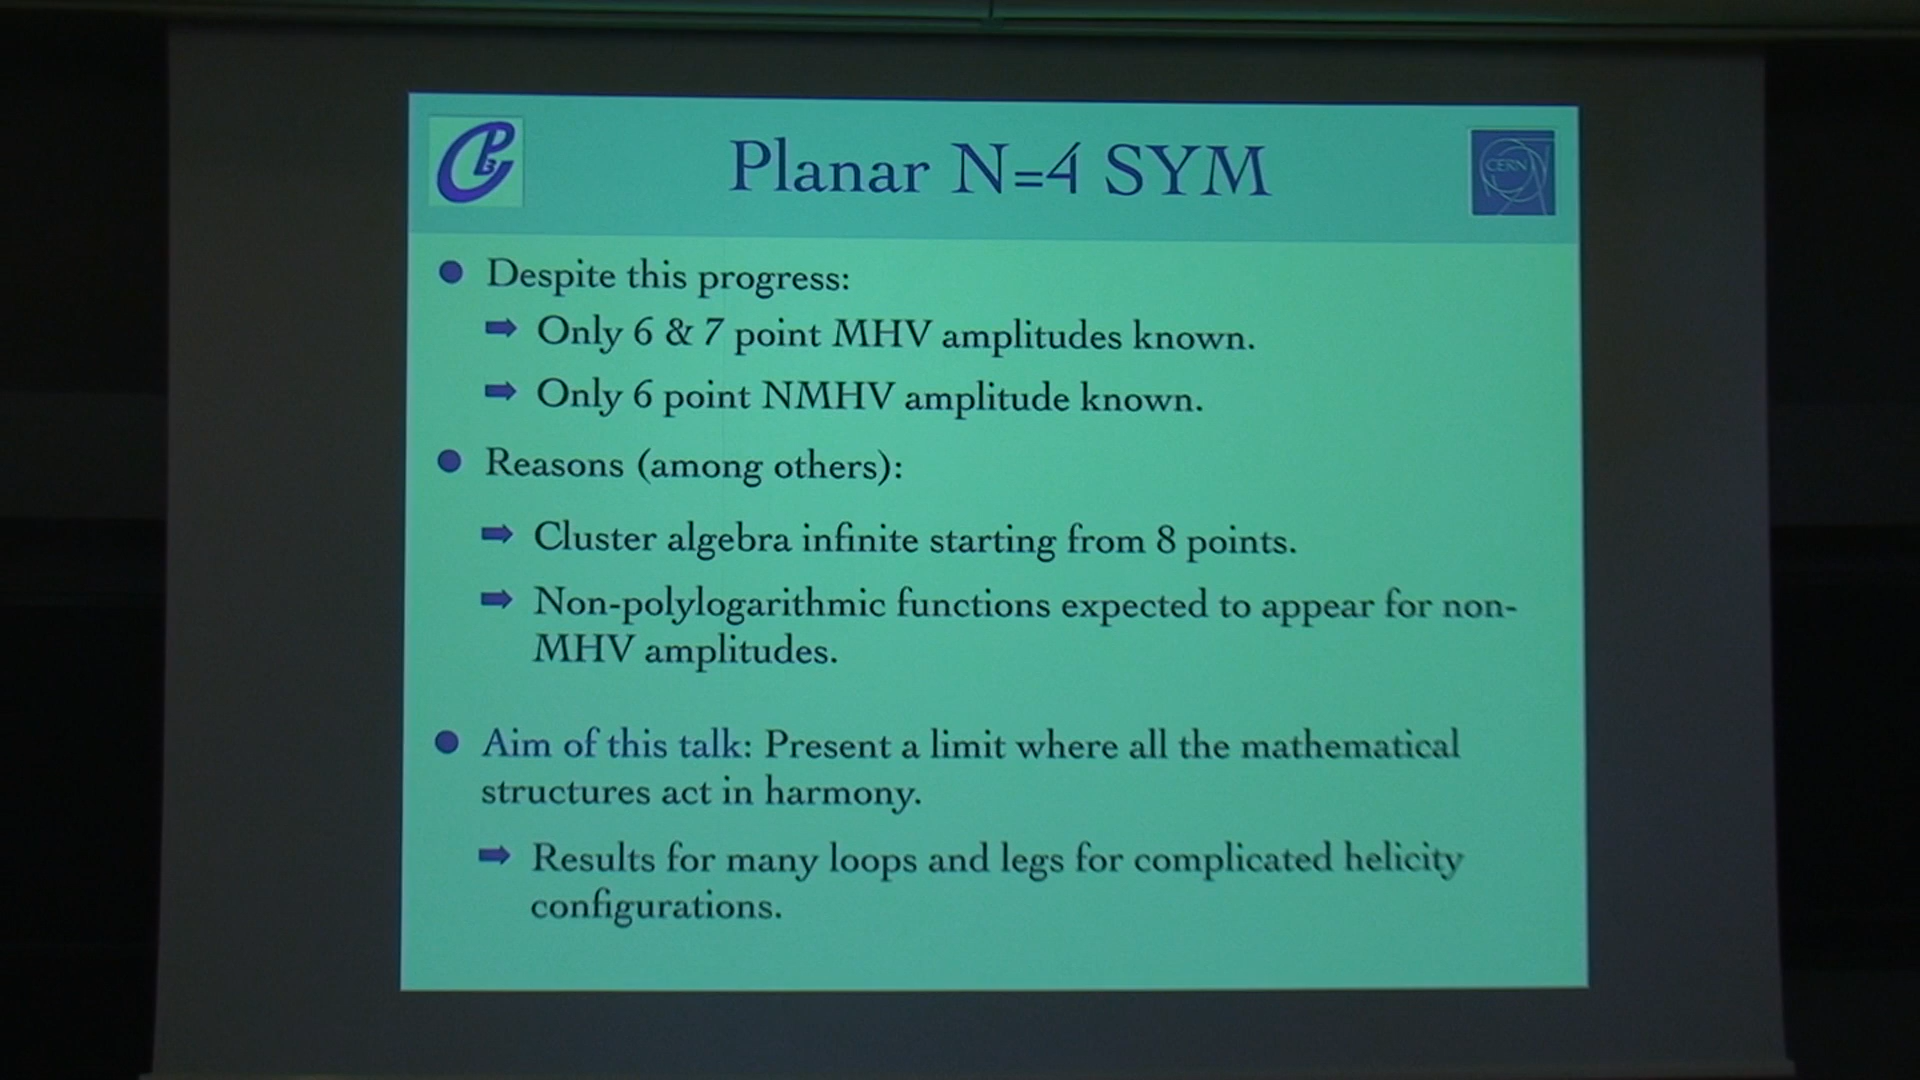 Planar N=4 SYM
CP3
CERN
Despite this progress:
Only 6 & 7 point MHV amplitudes known.
Only 6 point NMHV amplitude known.
Reasons (among others):
Cluster algebra infinite starting from 8 points.
Non-polylogarithmic functions expected to appear for non-
MHV amplitudes.
Aim of this talk: Present a limit where all the mathematical
structures act in harmony.
Results for many loops and legs for complicated helicity
configurations.